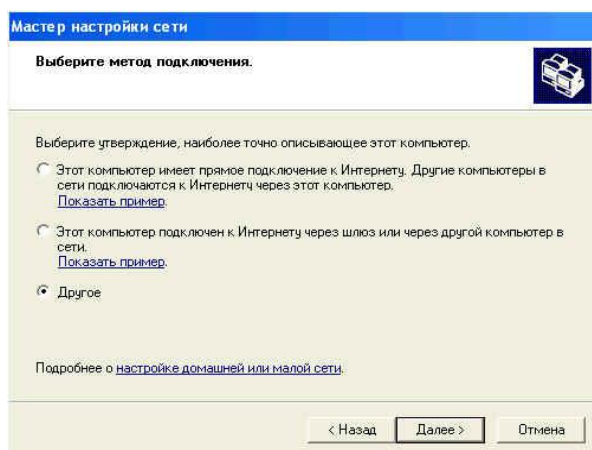 Мастер настройки сети
Выберите метод подключения.
Выберите утверждение, наиболее точно описывающее этот компьютер.
Этот компьютер имеет прямое подключение к Интернету. Другие компьютеры в
сети подключаются к Интернету через этот компьютер.
Показать пример.
Этот компьютер подключен к Интернету через шлюз или через другой компьютер в
сети.
Показать пример.
Другое
Подробнее о настройке домашней или малой сети.
< Назад Далее > Отмена